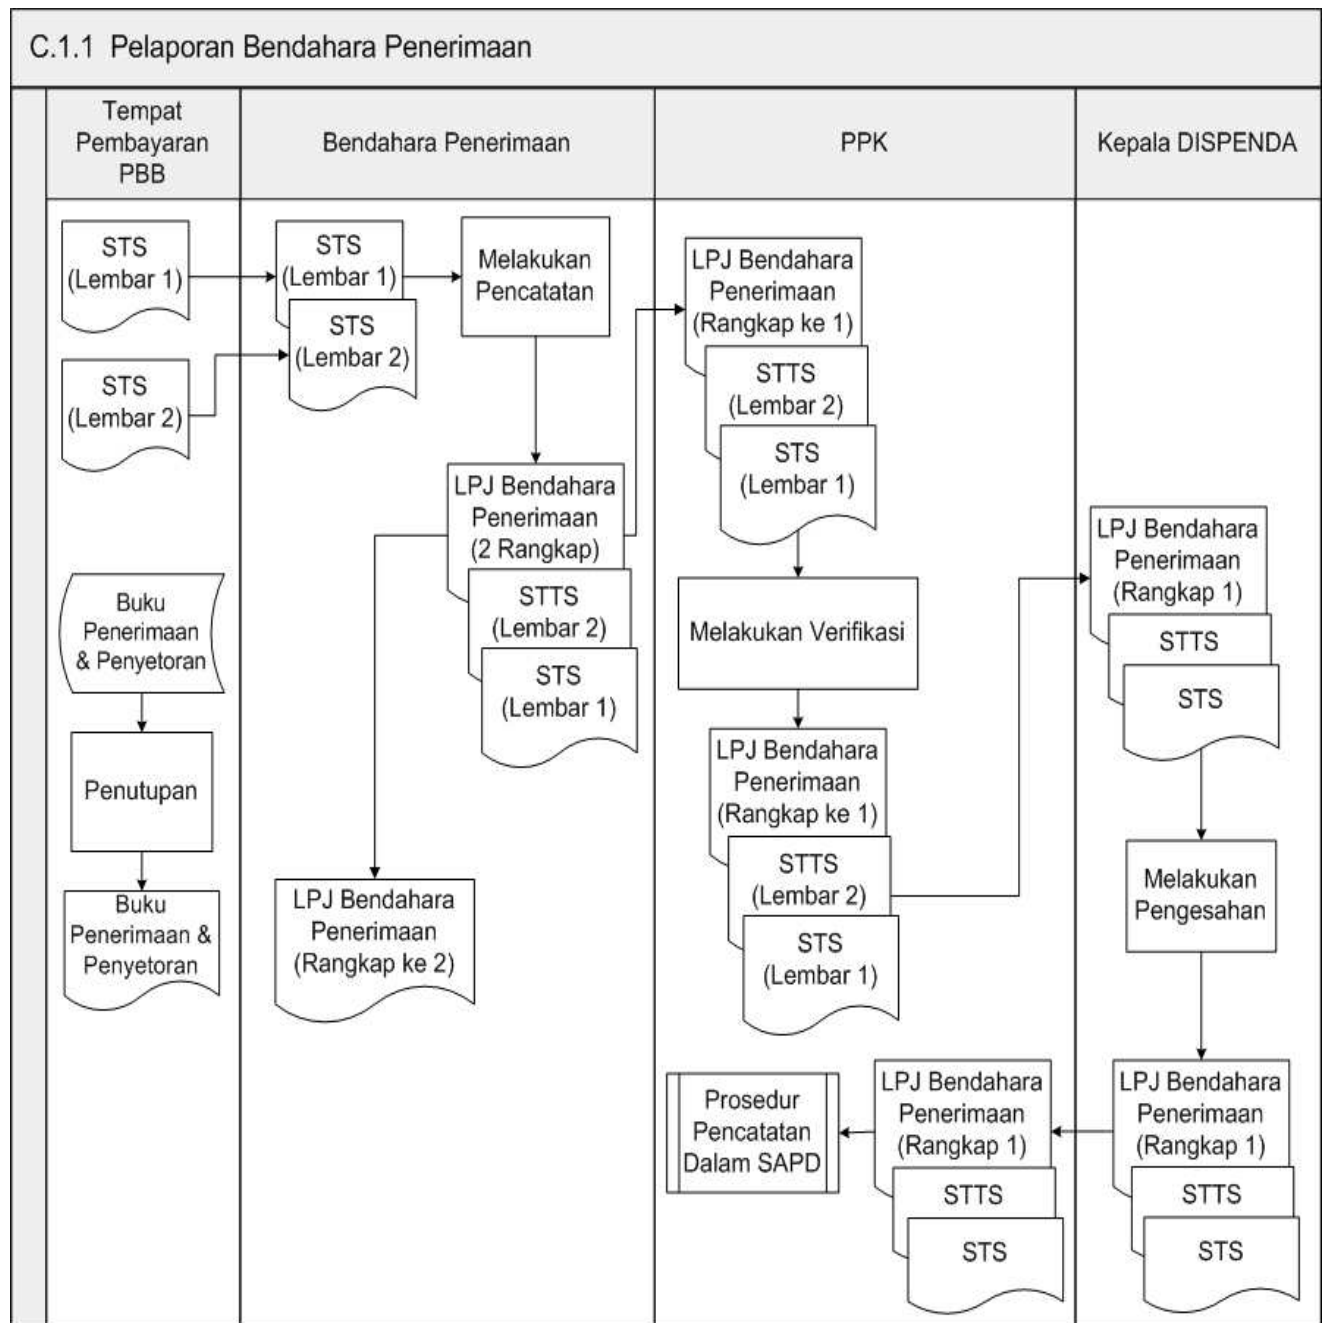 C.1.1 Pelaporan Bendahara Penerimaan
Tempat
Pembayaran
PBB
Bendahara Penerimaan
PPK
Kepala DISPENDA
STS
(Lembar 1)
STS
(Lembar 2)
Buku
Penerimaan
& Penyetoran
Penutupan
Buku
Penerimaan &
Penyetoran
STS
(Lembar 1)
STS
(Lembar 2)
Melakukan
Pencatatan
LPJ Bendahara
Penerimaan
(2 Rangkap)
STTS
(Lembar 2)
STS
(Lembar 1)
LPJ Bendahara
Penerimaan
(Rangkap ke 2)
LPJ Bendahara
Penerimaan
(Rangkap ke 1)
STTS
(Lembar 2)
STS
(Lembar 1)
Melakukan Verifikasi
LPJ Bendahara
Penerimaan
(Rangkap ke 1)
STTS
(Lembar 2)
STS
(Lembar 1)
Prosedur
Pencatatan
Dalam SAPD
LPJ Bendahara
Penerimaan
(Rangkap 1)
STTS
STS
LPJ Bendahara
Penerimaan
(Rangkap 1)
STTS
STS
Melakukan
Pengesahan
LPJ Bendahara
Penerimaan
(Rangkap 1)
STTS
STS